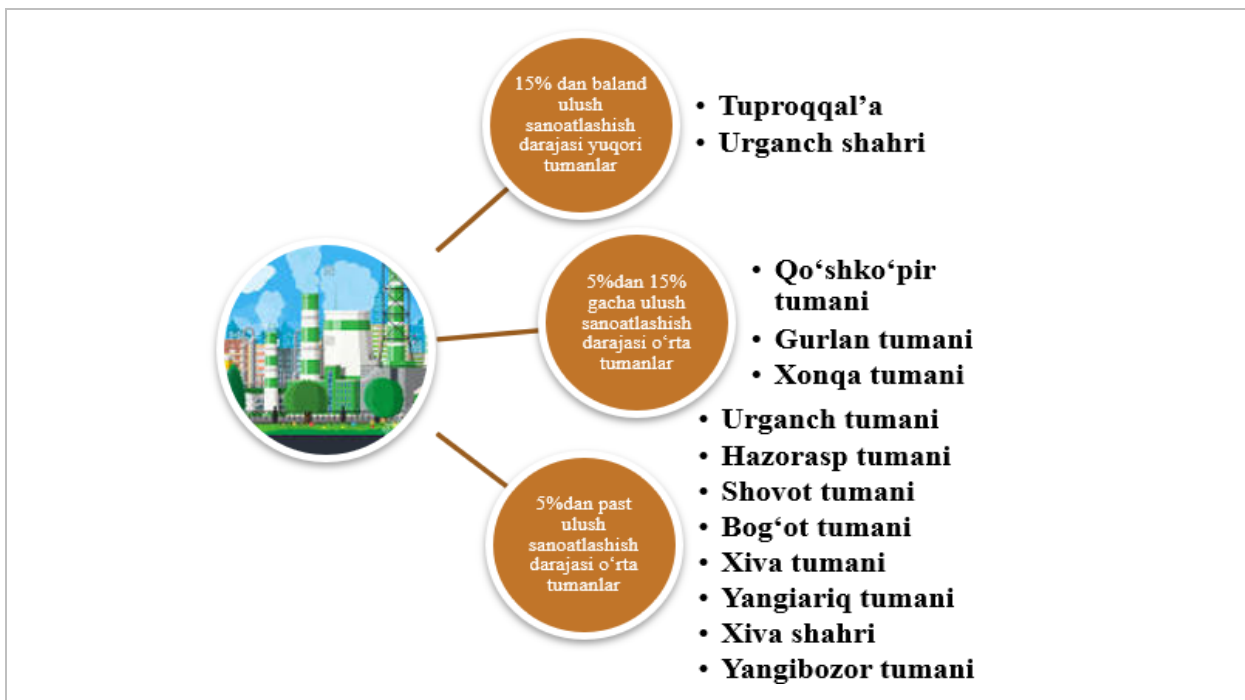 15% dan baland
ulush
sanoatlashish
darajasi yuqori
tumanlar
• Tuproqqal’a
• Urganch shahri
5%dan 15%
gacha ulush
sanoatlashish
darajasi o‘rta
tumanlar
• Qo‘shko‘pir
tumani
• Gurlan tumani
• Xonqa tumani
5%dan past
ulush
sanoatlashish
darajasi o‘rta
tumanlar
• Urganch tumani
• Hazorasp tumani
• Shovot tumani
• Bog‘ot tumani
• Xiva tumani
• Yangiariq tumani
• Xiva shahri
• Yangibozor tumani